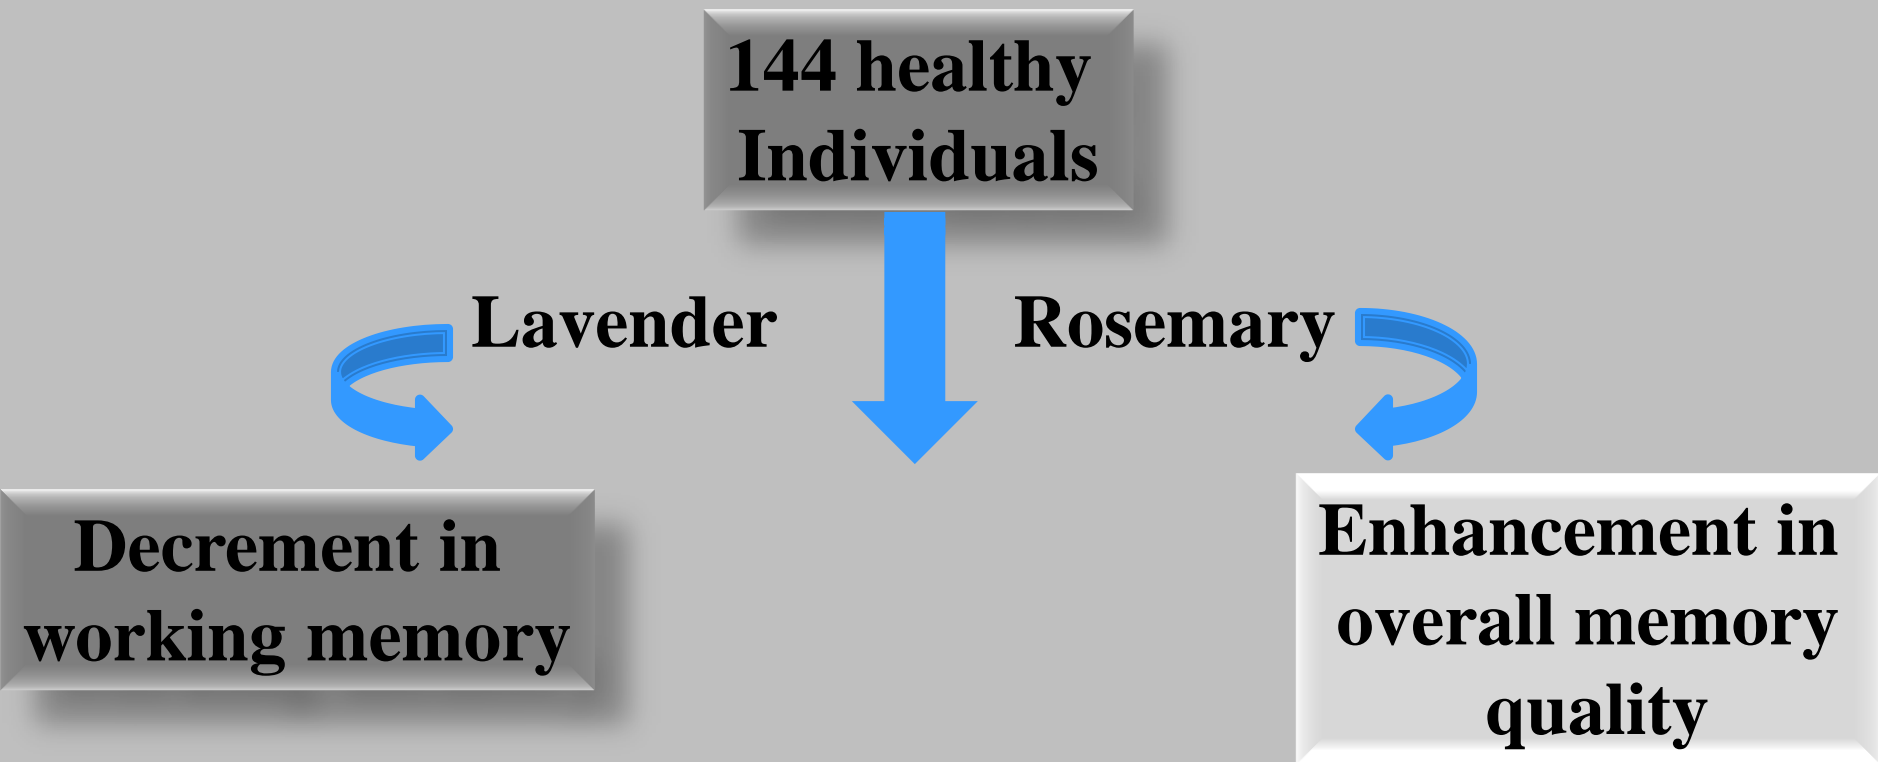 144 healthy
Individuals
Lavender
Rosemary
Decrement in
working memory
Enhancement in
overall memory
quality